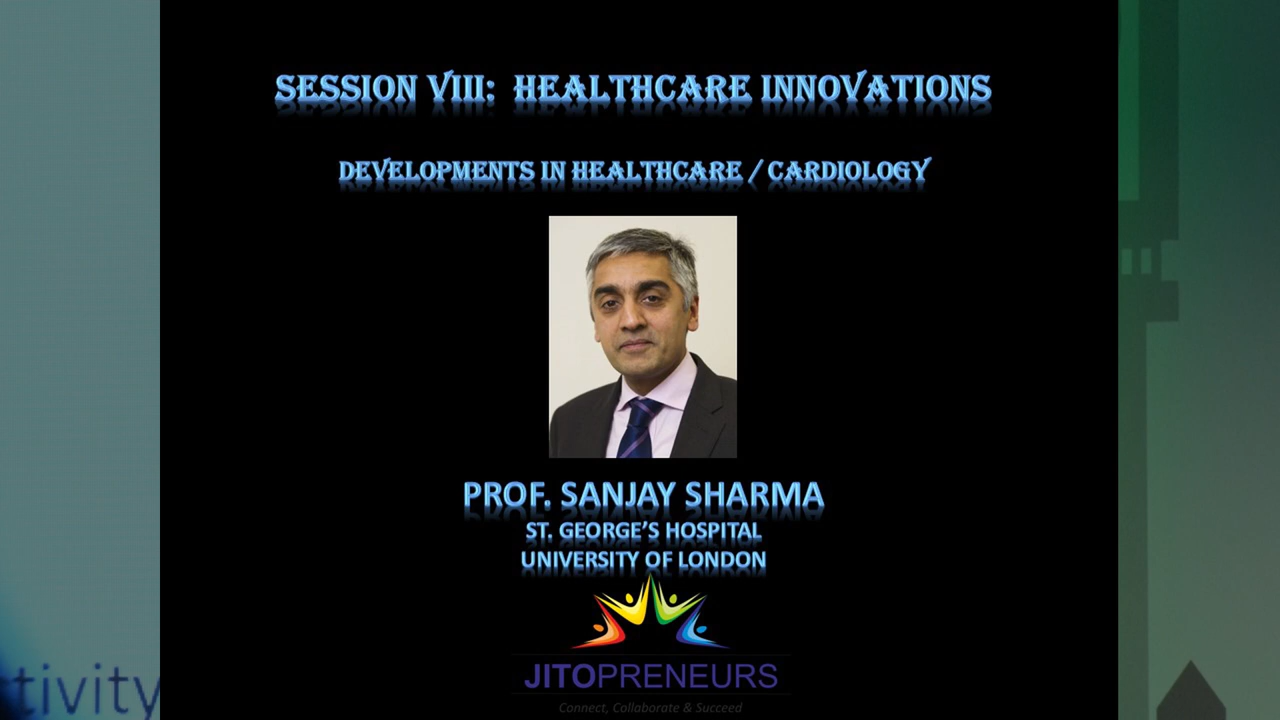 SESSION VIII: HEALTHCARE INNOVATIONS
DEVELOPMENTS IN HEALTHCARE / CARDIOLOGY
PROF. SANJAY SHARMA
ST. GEORGE'S HOSPITAL
UNIVERSITY OF LONDON
JITOPRENEURS
Connect, Collaborate & Succeed
tivity